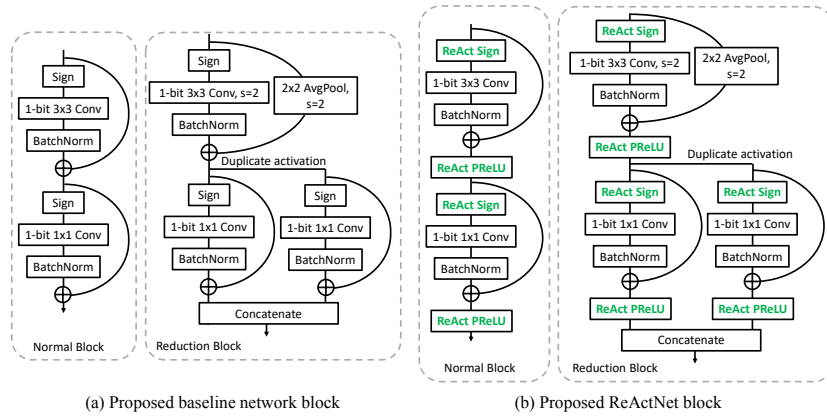 Sign
1-bit 3x3 Conv
BatchNorm
Sign
1-bit 1x1 Conv
BatchNorm
Normal Block
Sign
1-bit 3x3 Conv, s=2
BatchNorm
2x2 AvgPool,
s=2
Duplicate activation
Sign
1-bit 1x1 Conv
BatchNorm
Sign
1-bit 1x1 Conv
BatchNorm
Concatenate
Reduction Block
(a) Proposed baseline network block
ReAct Sign
1-bit 3x3 Conv
BatchNorm
ReAct PReLU
ReAct Sign
1-bit 1x1 Conv
BatchNorm
ReAct PReLU
Normal Block
ReAct Sign
1-bit 3x3 Conv, s=2
BatchNorm
2x2 AvgPool,
s=2
ReAct PReLU
Duplicate activation
ReAct Sign
1-bit 1x1 Conv
BatchNorm
ReAct PReLU
ReAct Sign
1-bit 1x1 Conv
BatchNorm
ReAct PReLU
Concatenate
Reduction Block
(b) Proposed ReActNet block